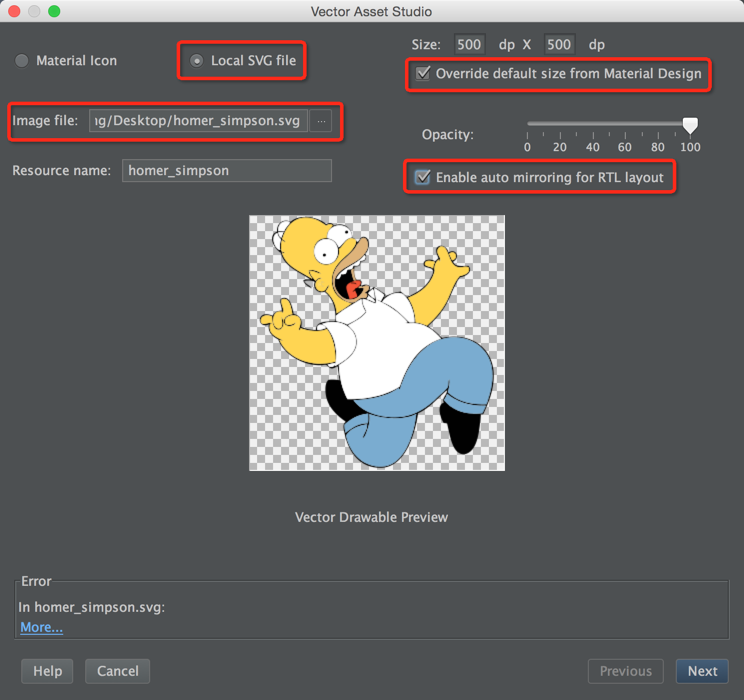 Vector Asset Studio
Material Icon
Local SVG file
Size: 500 dp X 500 dp
Override default size from Material Design
Image file: ıg/Desktop/homer_simpson.svg ...
Opacity:
0 20 40 60 80 100
Resource name: homer_simpson
Enable auto mirroring for RTL layout
Vector Drawable Preview
Error
In homer_simpson.svg:
More...
Help Cancel Previous Next